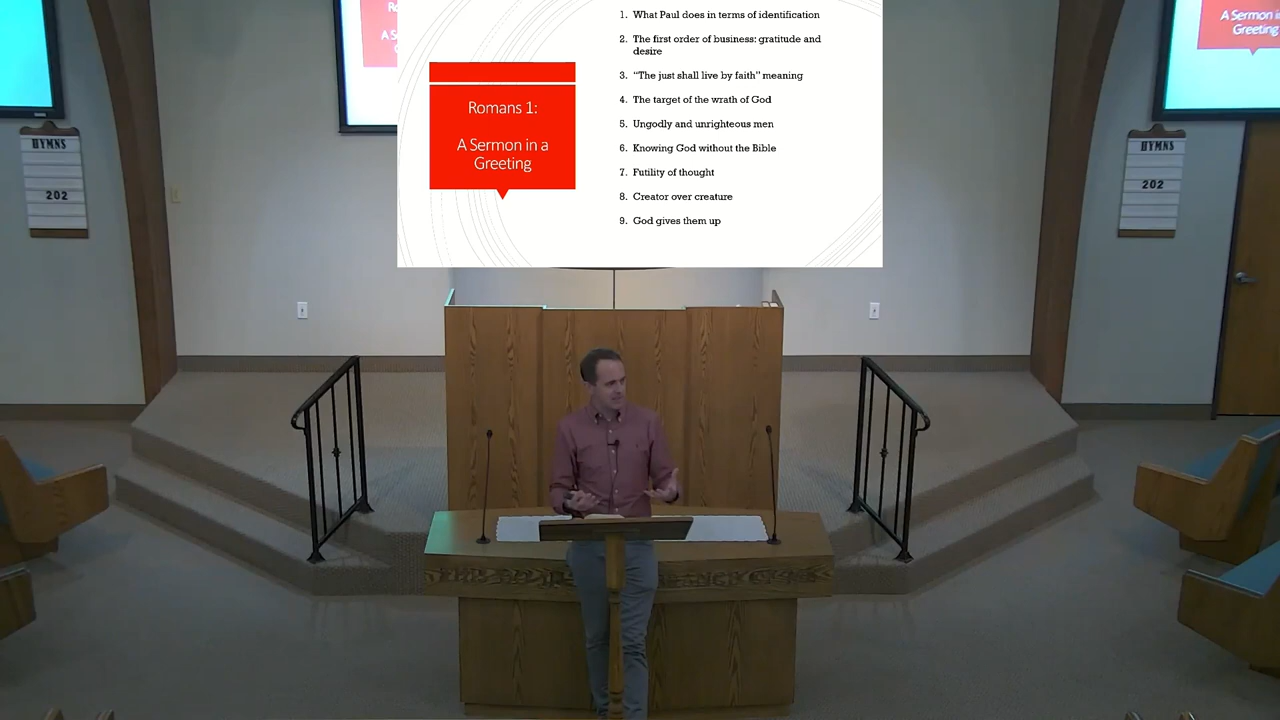 Ro
A S
1. What Paul does in terms of identification
2. The first order of business: gratitude and
desire
3. “The just shall live by faith” meaning
4. The target of the wrath of God
5. Ungodly and unrighteous men
6. Knowing God without the Bible
7. Futility of thought
8. Creator over creature
9. God gives them up
Romans 1:
A Sermon in a
Greeting
A Sermon i
Greeting
HYMNS
202
HYMNS
202